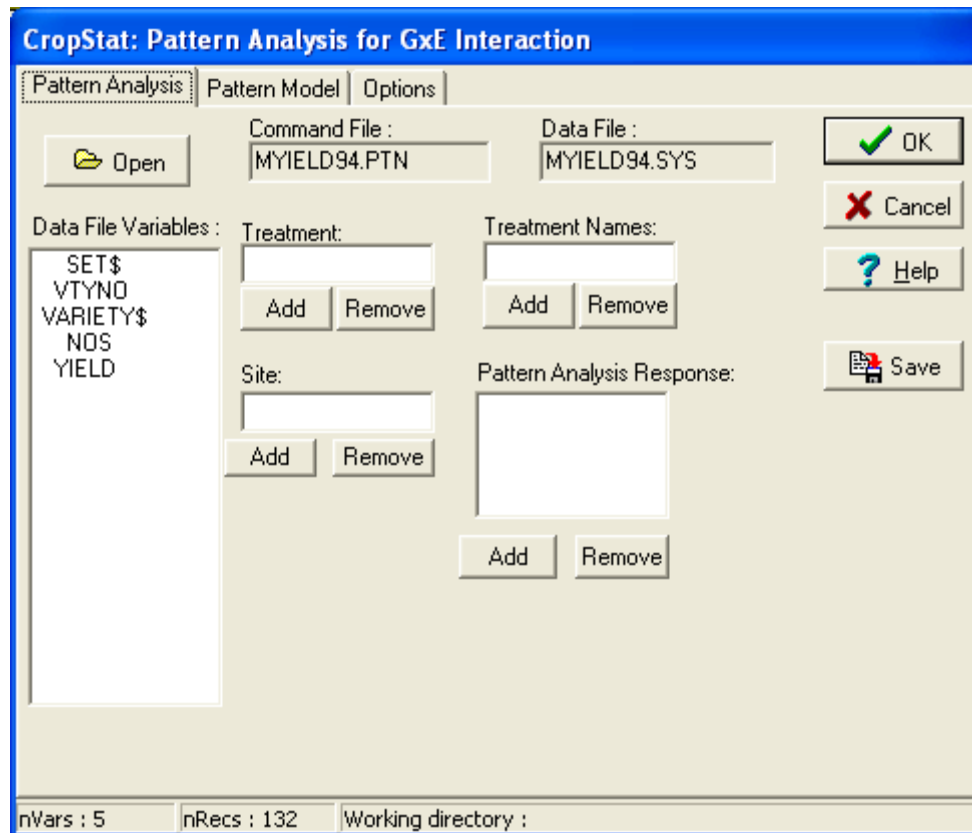 CropStat: Pattern Analysis for GxE Interaction
Pattern Analysis Pattern Model Options
Open
Command File :
MYIELD94.PTN
Data File :
MYIELD94.SYS
OK
Cancel
Help
Save
Data File Variables :
SET$
VTYNO
VARIETY$
NOS
YIELD
Treatment:
Add Remove
Treatment Names:
Add Remove
Site:
Add Remove
Pattern Analysis Response:
Add Remove
nVars : 5 nRecs : 132 Working directory :